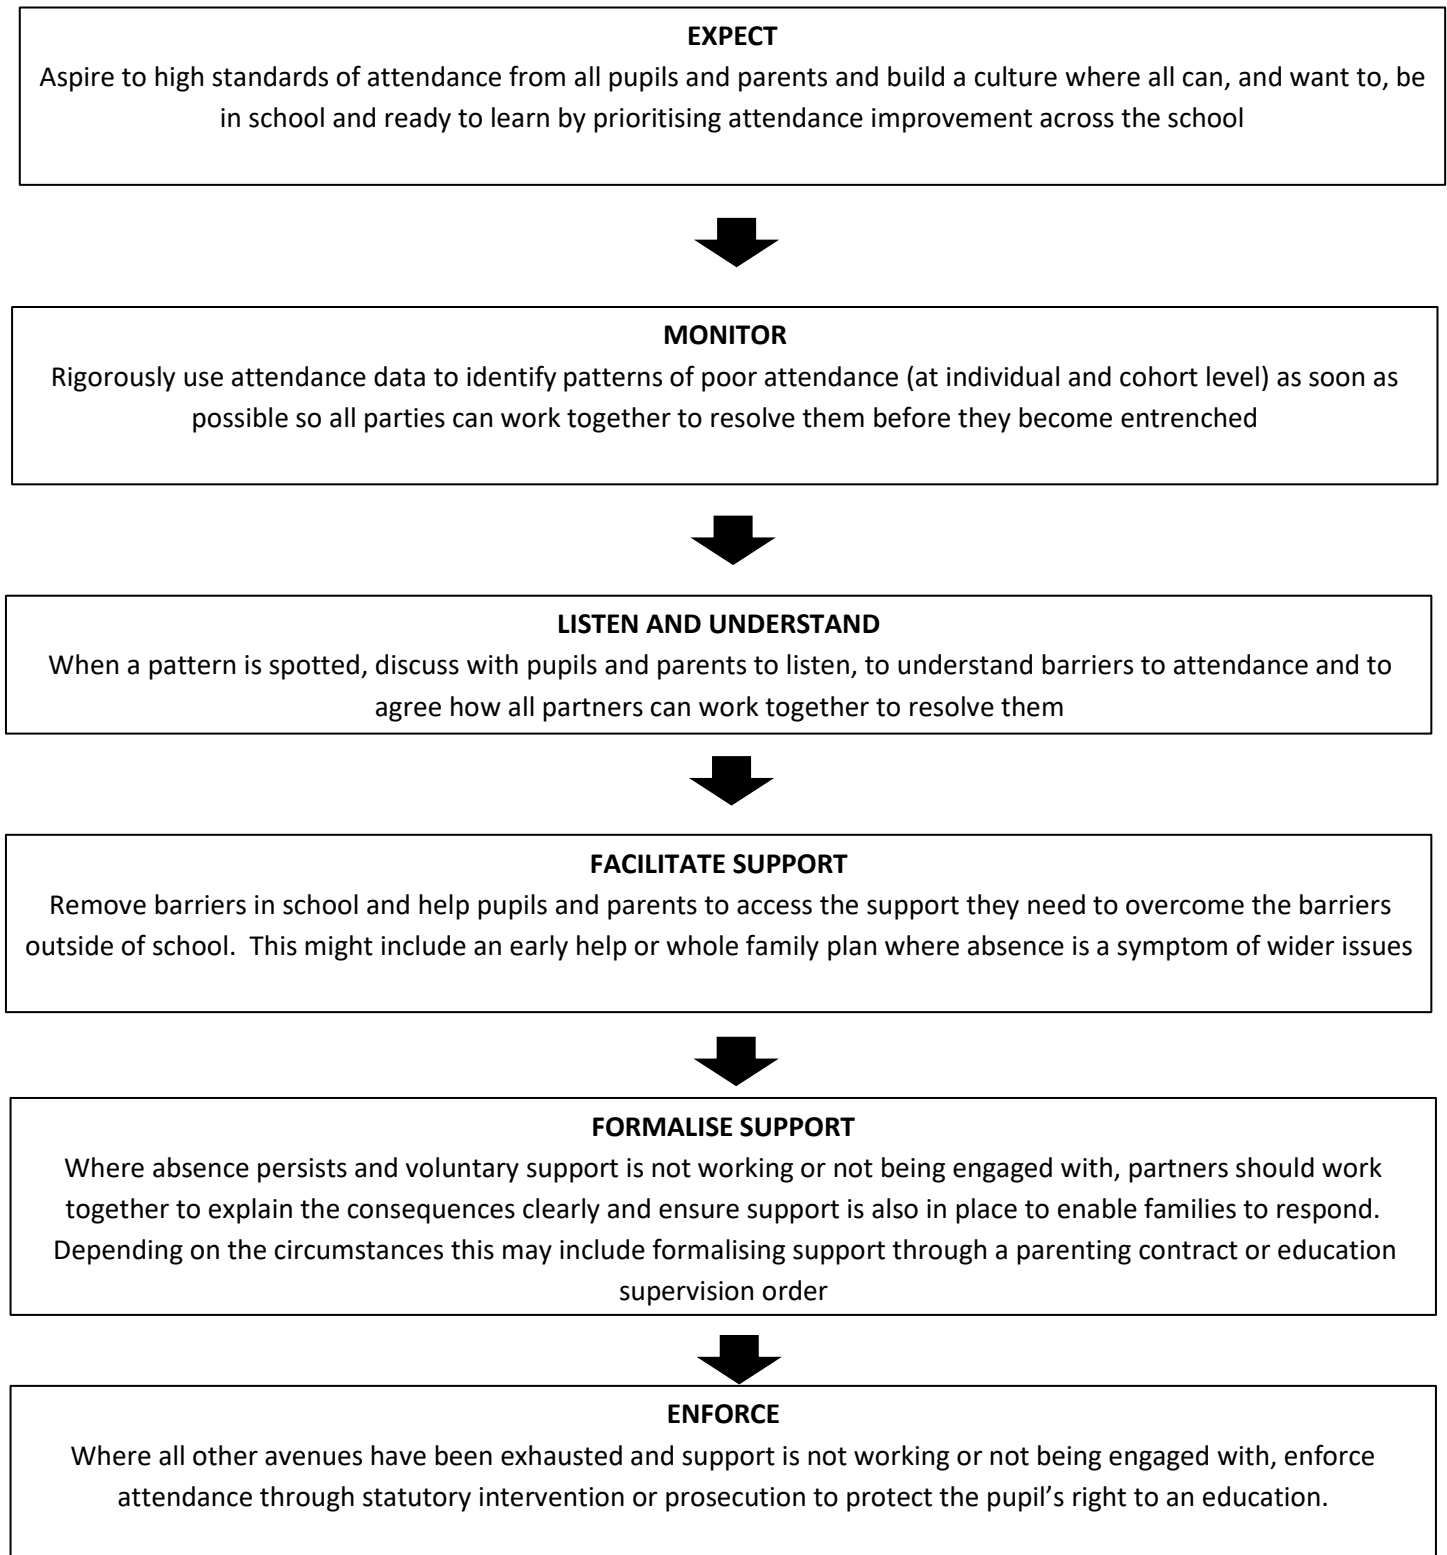 EXPECT
Aspire to high standards of attendance from all pupils and parents and build a culture where all can, and want to, be
in school and ready to learn by prioritising attendance improvement across the school
MONITOR
Rigorously use attendance data to identify patterns of poor attendance (at individual and cohort level) as soon as
possible so all parties can work together to resolve them before they become entrenched
LISTEN AND UNDERSTAND
When a pattern is spotted, discuss with pupils and parents to listen, to understand barriers to attendance and to
agree how all partners can work together to resolve them
FACILITATE SUPPORT
Remove barriers in school and help pupils and parents to access the support they need to overcome the barriers
outside of school.  This might include an early help or whole family plan where absence is a symptom of wider issues
FORMALISE SUPPORT
Where absence persists and voluntary support is not working or not being engaged with, partners should work
together to explain the consequences clearly and ensure support is also in place to enable families to respond.
Depending on the circumstances this may include formalising support through a parenting contract or education
supervision order
ENFORCE
Where all other avenues have been exhausted and support is not working or not being engaged with, enforce
attendance through statutory intervention or prosecution to protect the pupil’s right to an education.